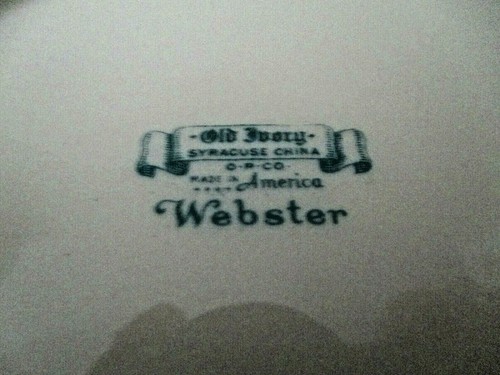 -Old Ivory-
SYRACUSE CHINA
O·P·CO·
MADE IN America
Webster